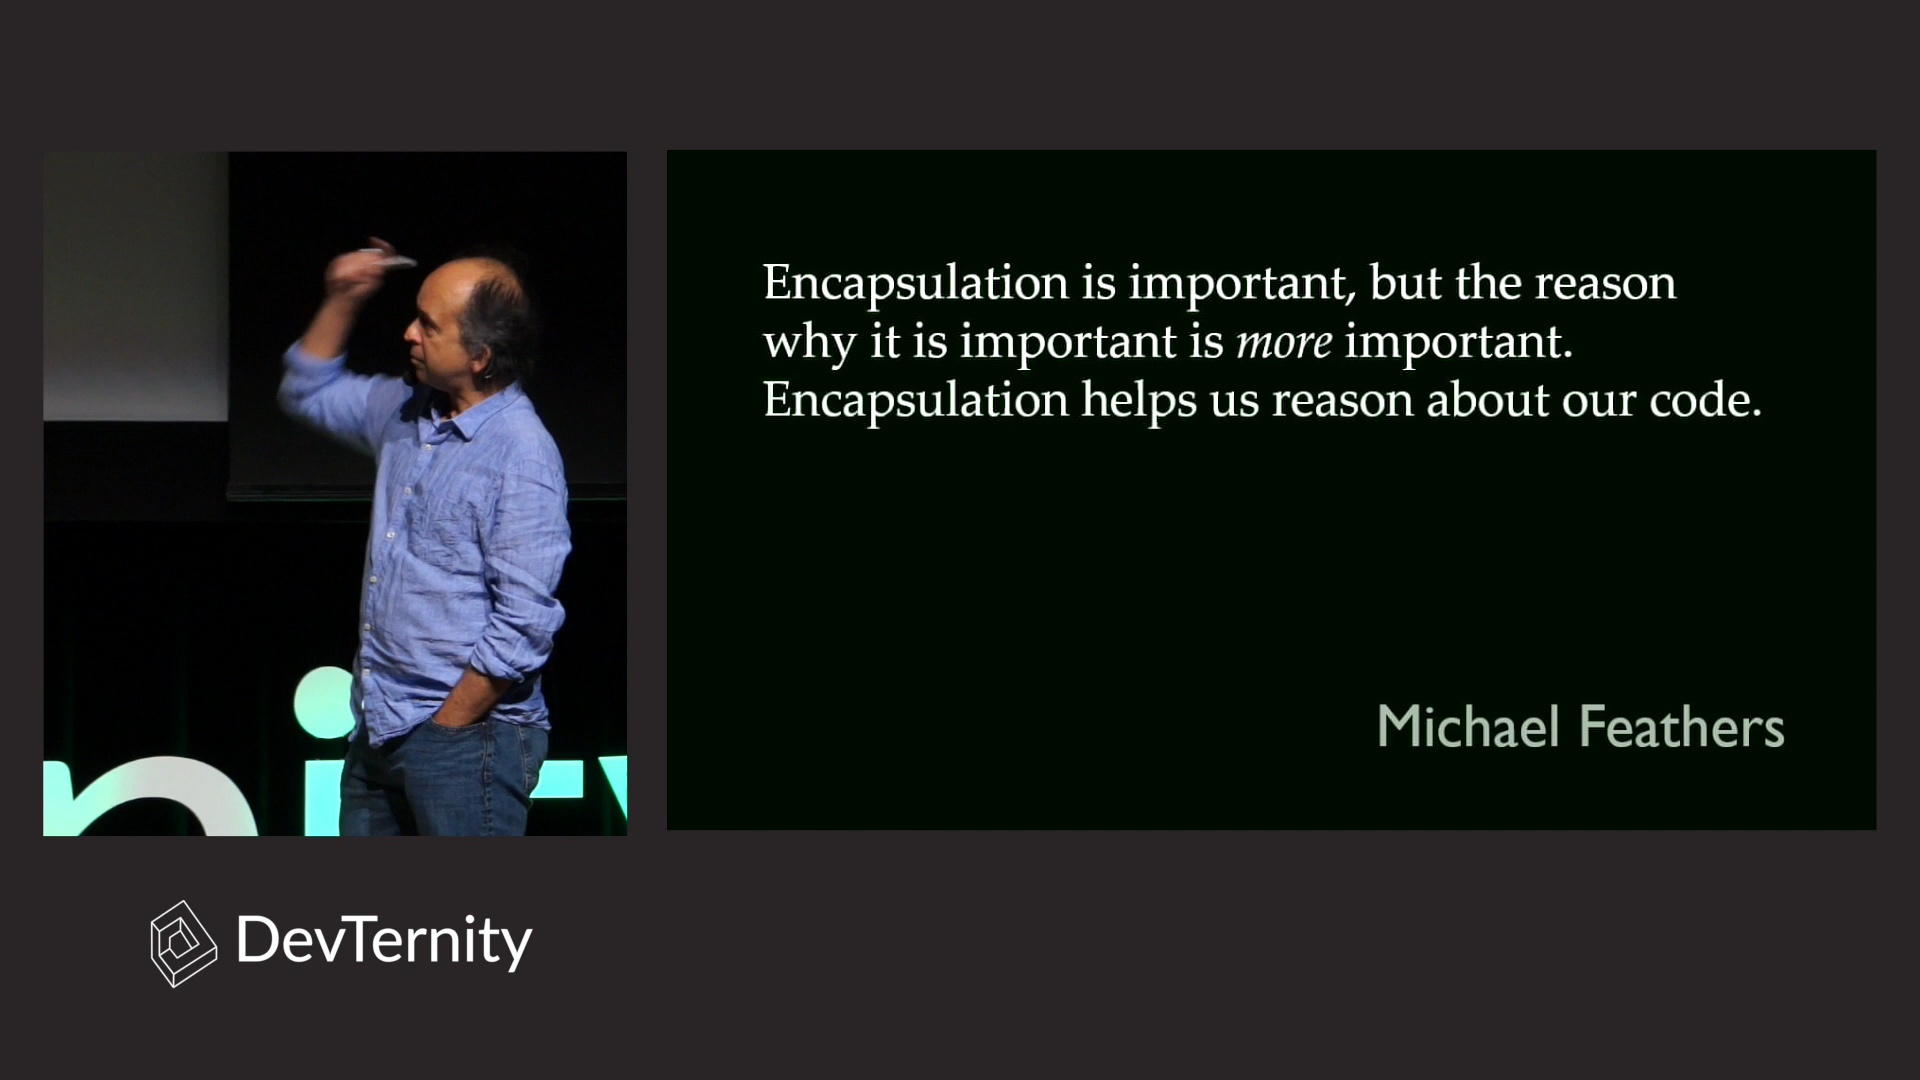 Encapsulation is important, but the reason
why it is important is more important.
Encapsulation helps us reason about our code.
Michael Feathers
nity
DevTernity